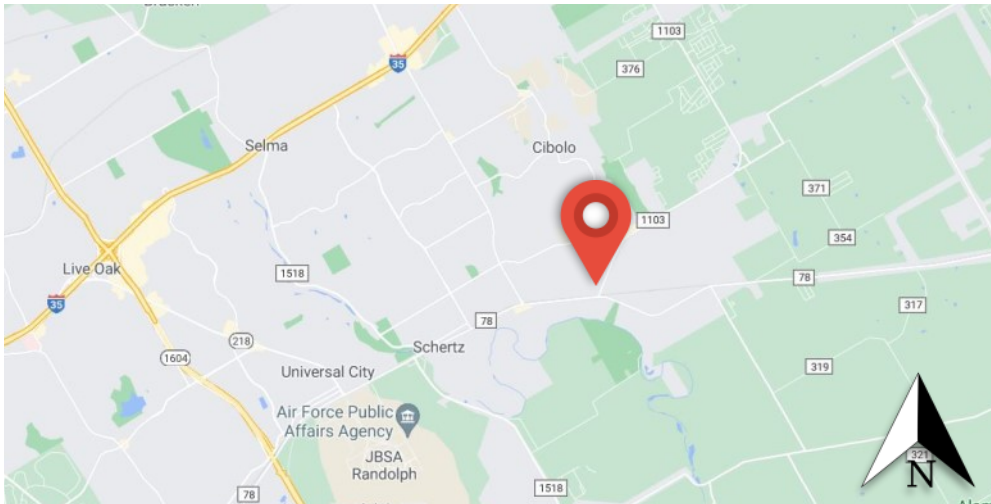 1103
35
376
Selma
Cibolo
371
1103
354
Live Oak
1518
78
35
317
78
218
Schertz
1604
319
Universal City
Air Force Public
Affairs Agency
JBSA
Randolph
321
N
78
1518